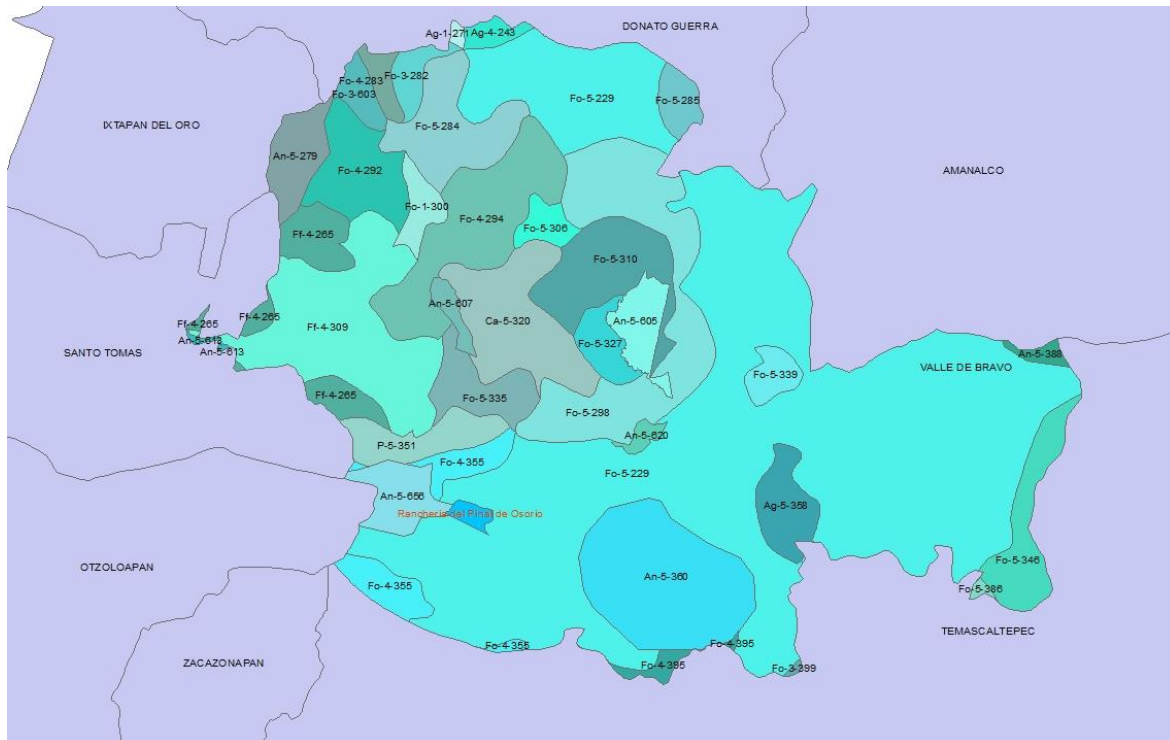 DONATO GUERRA
Ag-1-271
Ag-4-243
Fo-4-283
Fo-3-282
Fo-3-603
Fo-5-229
Fo-5-285
IXTAPAN DEL ORO
Fo-5-284
An-5-279
Fo-4-292
AMANALCO
Fo-1-300
Fo-4-294
Fo-5-306
Ff-4-265
Fo-5-310
An-5-607
Ff-4-265
Ff-4-265
Ff-4-309
Ca-5-320
An-5-605
An-5-613
Fo-5-327
SANTO TOMAS
An-5-613
An-5-388
VALLE DE BRAVO
Fo-5-339
Ff-4-265
Fo-5-335
Fo-5-298
An-5-620
P-5-351
Fo-4-355
Fo-5-229
An-5-656
Ag-5-358
Rancheria del Pinal de Osorio
OTZOLOAPAN
Fo-5-346
An-5-360
Fo-4-355
Fo-5-386
TEMASCALTEPEC
Fo-4-355
Fo-4-395
ZACAZONAPAN
Fo-4-395
Fo-3-399